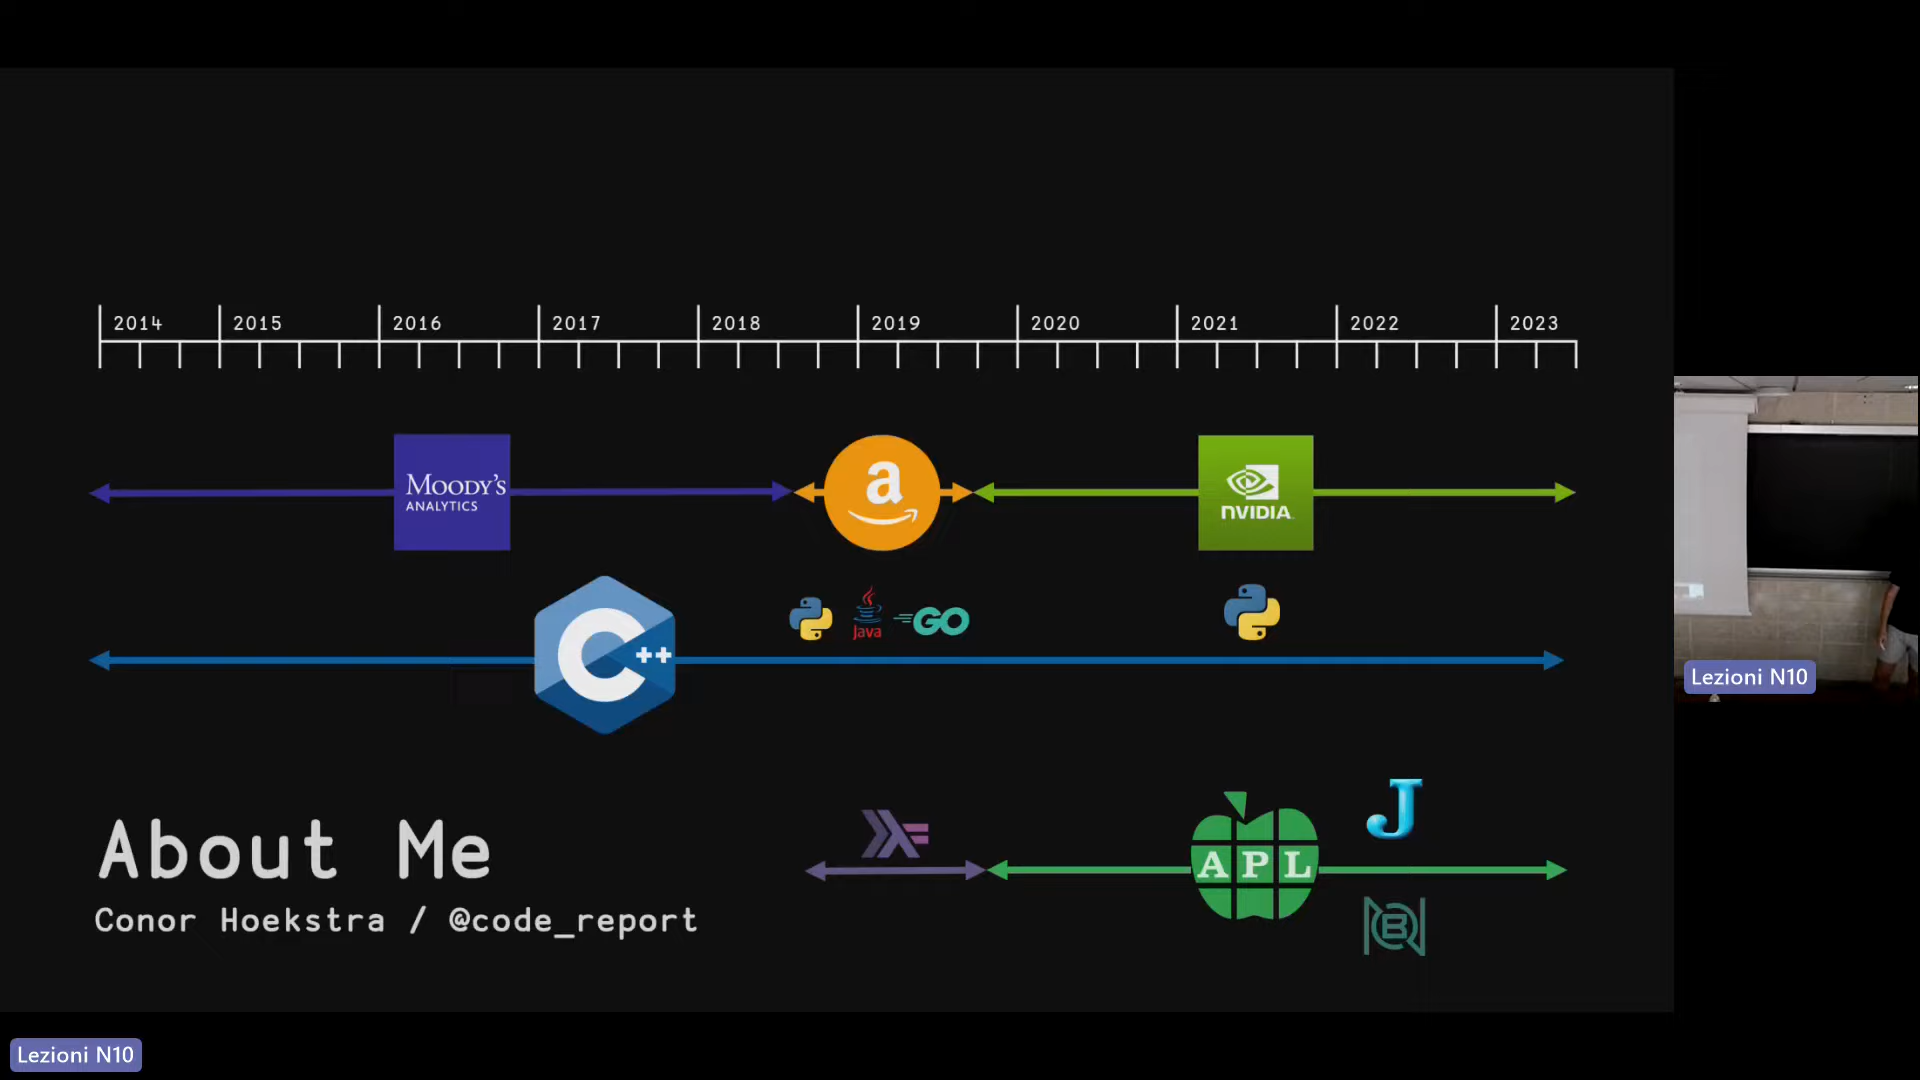 2014 2015 2016 2017 2018 2019 2020 2021 2022 2023
MOODY'S
ANALYTICS
a
NVIDIA
C++
Java
GO
About Me
Conor Hoekstra / @code_report
APL
J
BQN
Lezioni N10
Lezioni N10